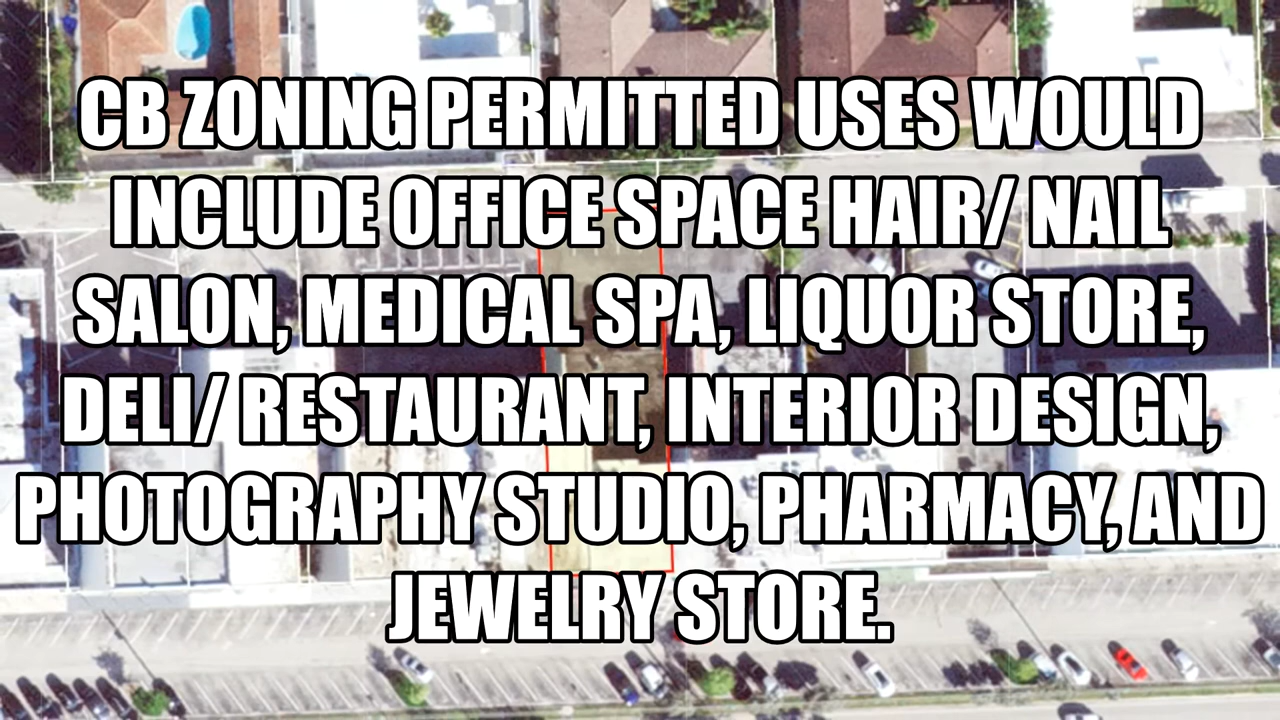 CB ZONING PERMITTED USES WOULD
INCLUDE OFFICE SPACE HAIR/ NAIL
SALON, MEDICAL SPA, LIQUOR STORE,
DELI/ RESTAURANT, INTERIOR DESIGN,
PHOTOGRAPHY STUDIO, PHARMACY, AND
JEWELRY STORE.